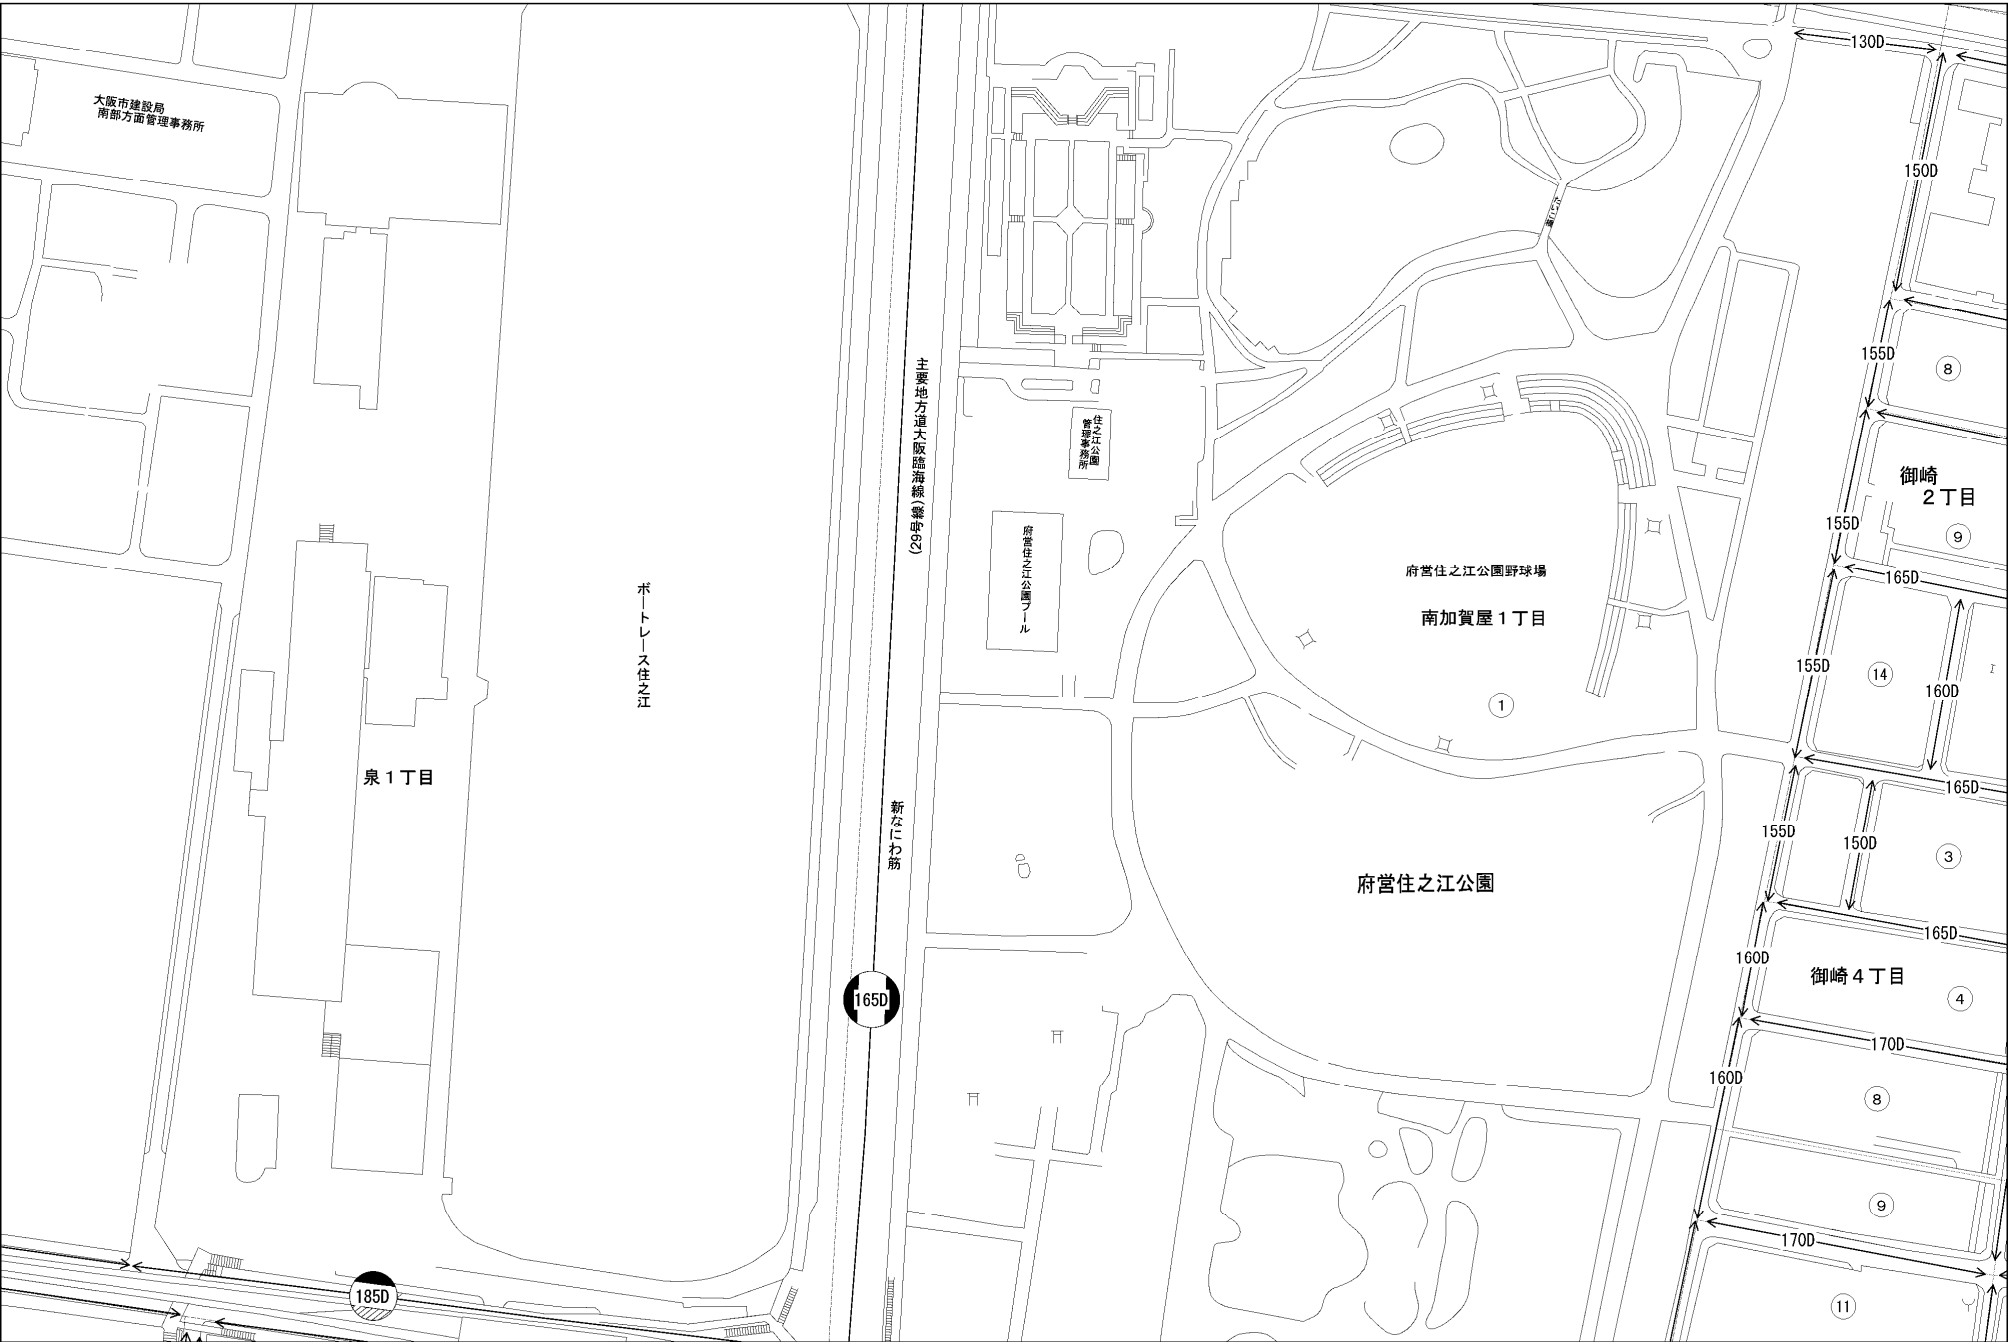 大阪市建設局
南部方面管理事務所
130D
150D
155D
8
主要地方道大阪臨海線(29号線)
住之江公園
管理事務所
御崎
2丁目
9
155D
165D
府営住之江公園プール
府営住之江公園野球場
南加賀屋1丁目
ボートレース住之江
155D
14
160D
1
泉1丁目
165D
新なにわ筋
155D
150D
3
府営住之江公園
165D
160D
御崎4丁目
4
165D
170D
160D
8
9
170D
185D
11